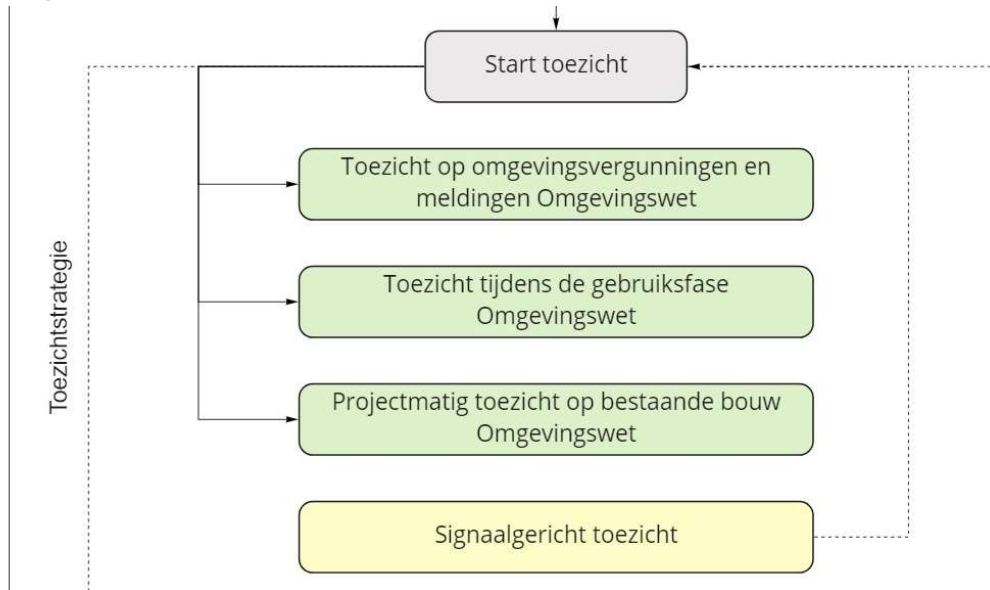 Start toezicht
Toezicht op omgevingsvergunningen en
meldingen Omgevingswet
Toezichtstrategie
Toezicht tijdens de gebruiksfase
Omgevingswet
Projectmatig toezicht op bestaande bouw
Omgevingswet
Signaalgericht toezicht